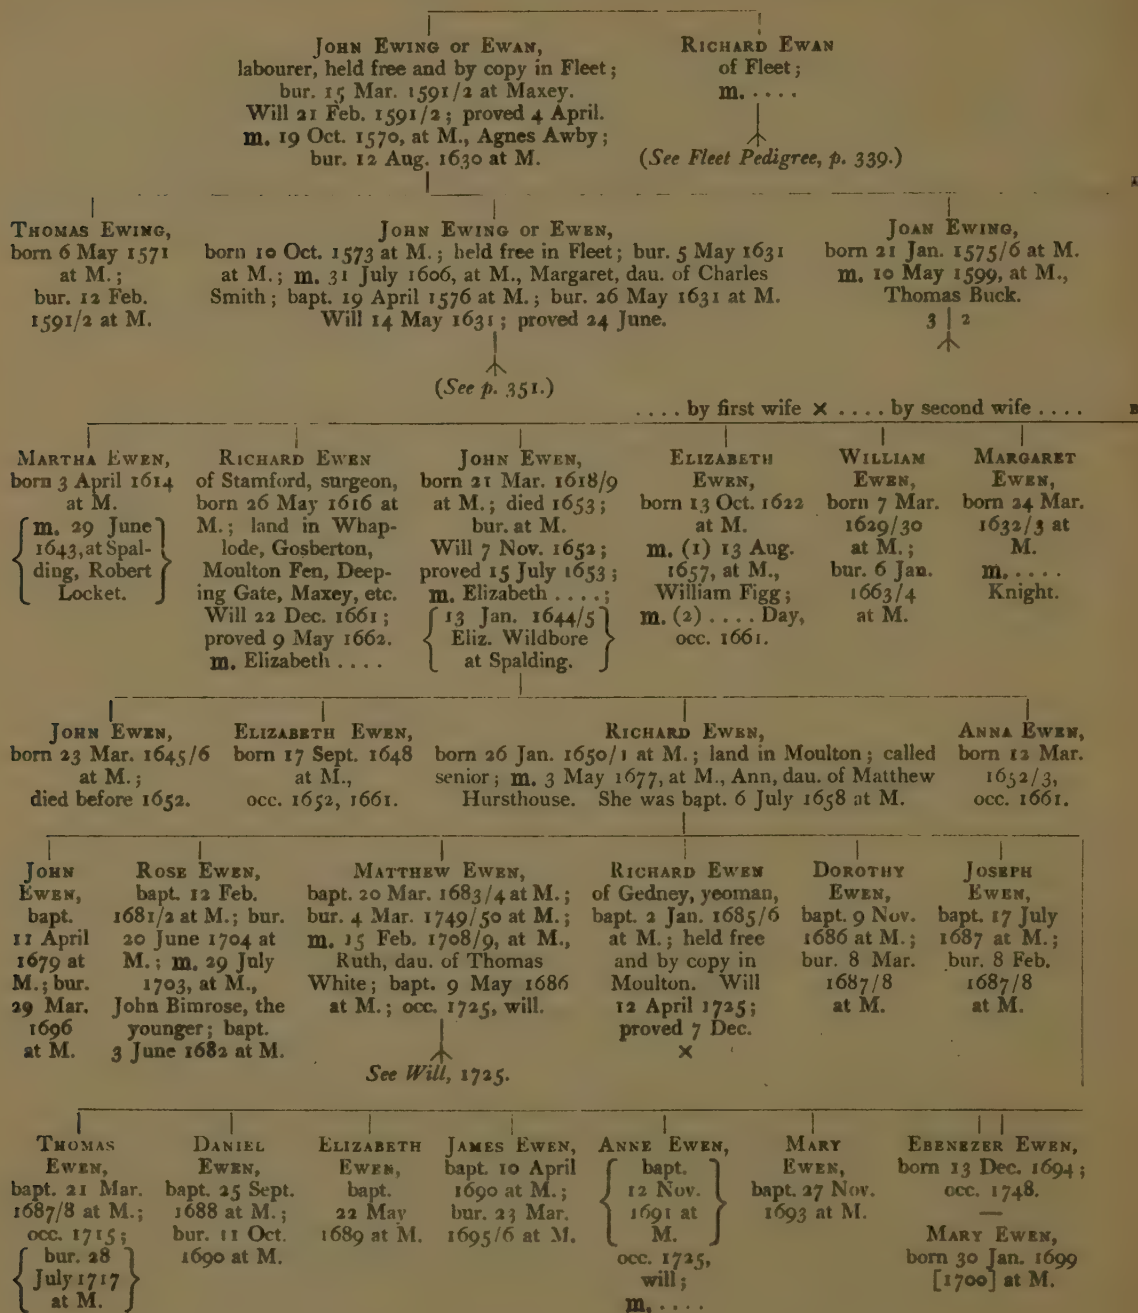 JOHN EWING or EWAN,
labourer, held free and by copy in Fleet;
bur. 15 Mar. 1591/2 at Maxey.
Will 21 Feb. 1591/2; proved 4 April.
m. 19 Oct. 1570, at M., Agnes Awby;
bur. 12 Aug. 1630 at M.
RICHARD EWAN
of Fleet;
m. . . . .
(See Fleet Pedigree, p. 339.)
THOMAS EWING,
born 6 May 1571
at M.;
bur. 12 Feb.
1591/2 at M.
JOHN EWING or EWEN,
born 10 Oct. 1573 at M.; held free in Fleet; bur. 5 May 1631
at M.; m. 31 July 1606, at M., Margaret, dau. of Charles
Smith; bapt. 19 April 1576 at M.; bur. 26 May 1631 at M.
Will 14 May 1631; proved 24 June.
(See p. 351.)
JOAN EWING,
born 21 Jan. 1575/6 at M.
m. 10 May 1599, at M.,
Thomas Buck.
3 | 2
. . . . by first wife × . . . . by second wife . . . .
MARTHA EWEN,
born 3 April 1614
at M.
{ m. 29 June
1643, at Spal-
ding, Robert
Locket. }
RICHARD EWEN
of Stamford, surgeon,
born 26 May 1616 at
M.; land in Whap-
lode, Gosberton,
Moulton Fen, Deep-
ing Gate, Maxey, etc.
Will 22 Dec. 1661;
proved 9 May 1662.
m. Elizabeth . . . .
JOHN EWEN,
born 21 Mar. 1618/9
at M.; died 1653;
bur. at M.
Will 7 Nov. 1652;
proved 15 July 1653;
m. Elizabeth . . . .;
{ 13 Jan. 1644/5
Eliz. Wildbore
at Spalding. }
ELIZABETH
EWEN,
born 13 Oct. 1622
at M.
m. (1) 13 Aug.
1657, at M.,
William Figg;
m. (2) . . . . Day,
occ. 1661.
WILLIAM
EWEN,
born 7 Mar.
1629/30
at M.;
bur. 6 Jan.
1663/4
at M.
MARGARET
EWEN,
born 24 Mar.
1632/3 at
M.
m. . . . .
Knight.
JOHN EWEN,
born 23 Mar. 1645/6
at M.;
died before 1652.
ELIZABETH EWEN,
born 17 Sept. 1648
at M.,
occ. 1652, 1661.
RICHARD EWEN,
born 26 Jan. 1650/1 at M.; land in Moulton; called
senior; m. 3 May 1677, at M., Ann, dau. of Matthew
Hursthouse. She was bapt. 6 July 1658 at M.
ANNA EWEN,
born 12 Mar.
1652/3,
occ. 1661.
JOHN
EWEN,
bapt.
11 April
1679 at
M.; bur.
29 Mar.
1696
at M.
ROSE EWEN,
bapt. 12 Feb.
1681/2 at M.; bur.
20 June 1704 at
M.; m. 29 July
1703, at M.,
John Bimrose, the
younger; bapt.
3 June 1682 at M.
MATTHEW EWEN,
bapt. 20 Mar. 1683/4 at M.;
bur. 4 Mar. 1749/50 at M.;
m. 15 Feb. 1708/9, at M.,
Ruth, dau. of Thomas
White; bapt. 9 May 1686
at M.; occ. 1725, will.
See Will, 1725.
RICHARD EWEN
of Gedney, yeoman,
bapt. 2 Jan. 1685/6
at M.; held free
and by copy in
Moulton. Will
12 April 1725;
proved 7 Dec.
×
DOROTHY
EWEN,
bapt. 9 Nov.
1686 at M.;
bur. 8 Mar.
1687/8
at M.
JOSEPH
EWEN,
bapt. 17 July
1687 at M.;
bur. 8 Feb.
1687/8
at M.
THOMAS
EWEN,
bapt. 21 Mar.
1687/8 at M.;
occ. 1715;
{ bur. 28
July 1717
at M. }
DANIEL
EWEN,
bapt. 25 Sept.
1688 at M.;
bur. 11 Oct.
1690 at M.
ELIZABETH
EWEN,
bapt.
22 May
1689 at M.
JAMES EWEN,
bapt. 10 April
1690 at M.;
bur. 23 Mar.
1695/6 at M.
ANNE EWEN,
{ bapt.
12 Nov.
1691 at
M. }
occ. 1725,
will;
m. . . . .
MARY
EWEN,
bapt. 27 Nov.
1693 at M.
EBENEZER EWEN,
born 13 Dec. 1694;
occ. 1748.
—
MARY EWEN,
born 30 Jan. 1699
[1700] at M.